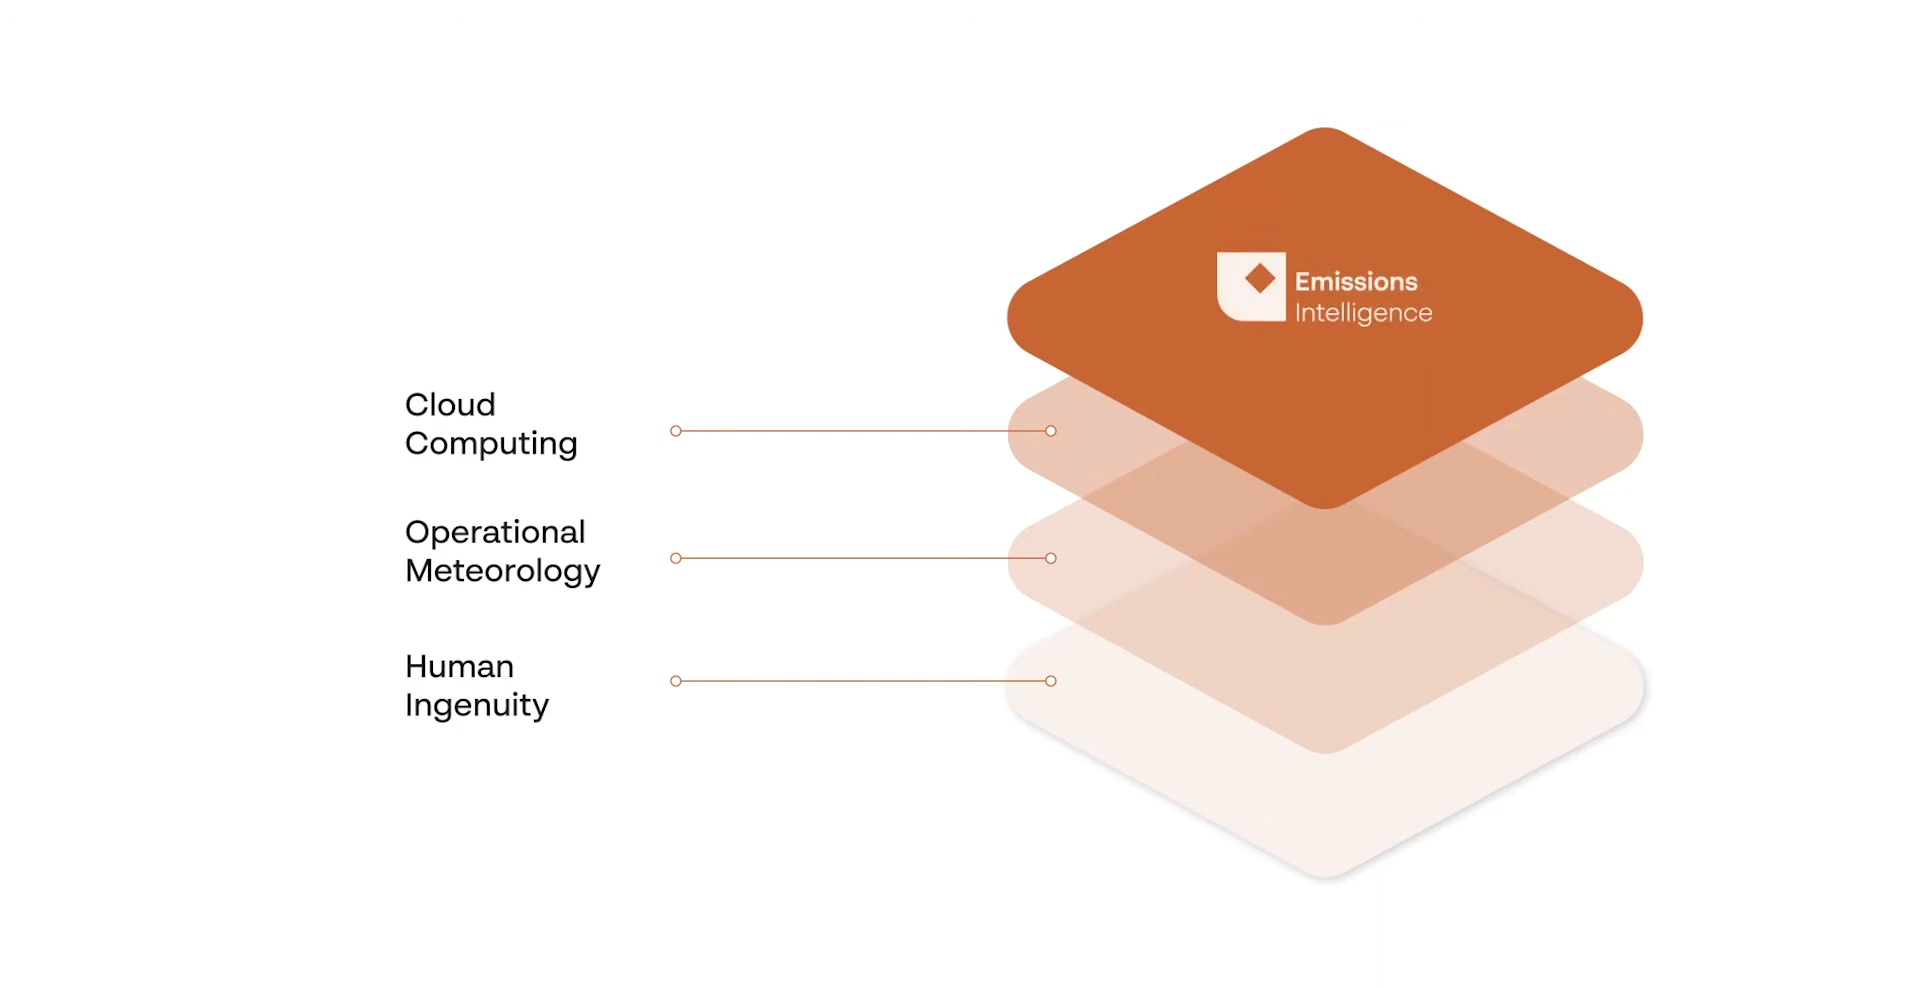 Emissions
Intelligence
Cloud
Computing
Operational
Meteorology
Human
Ingenuity